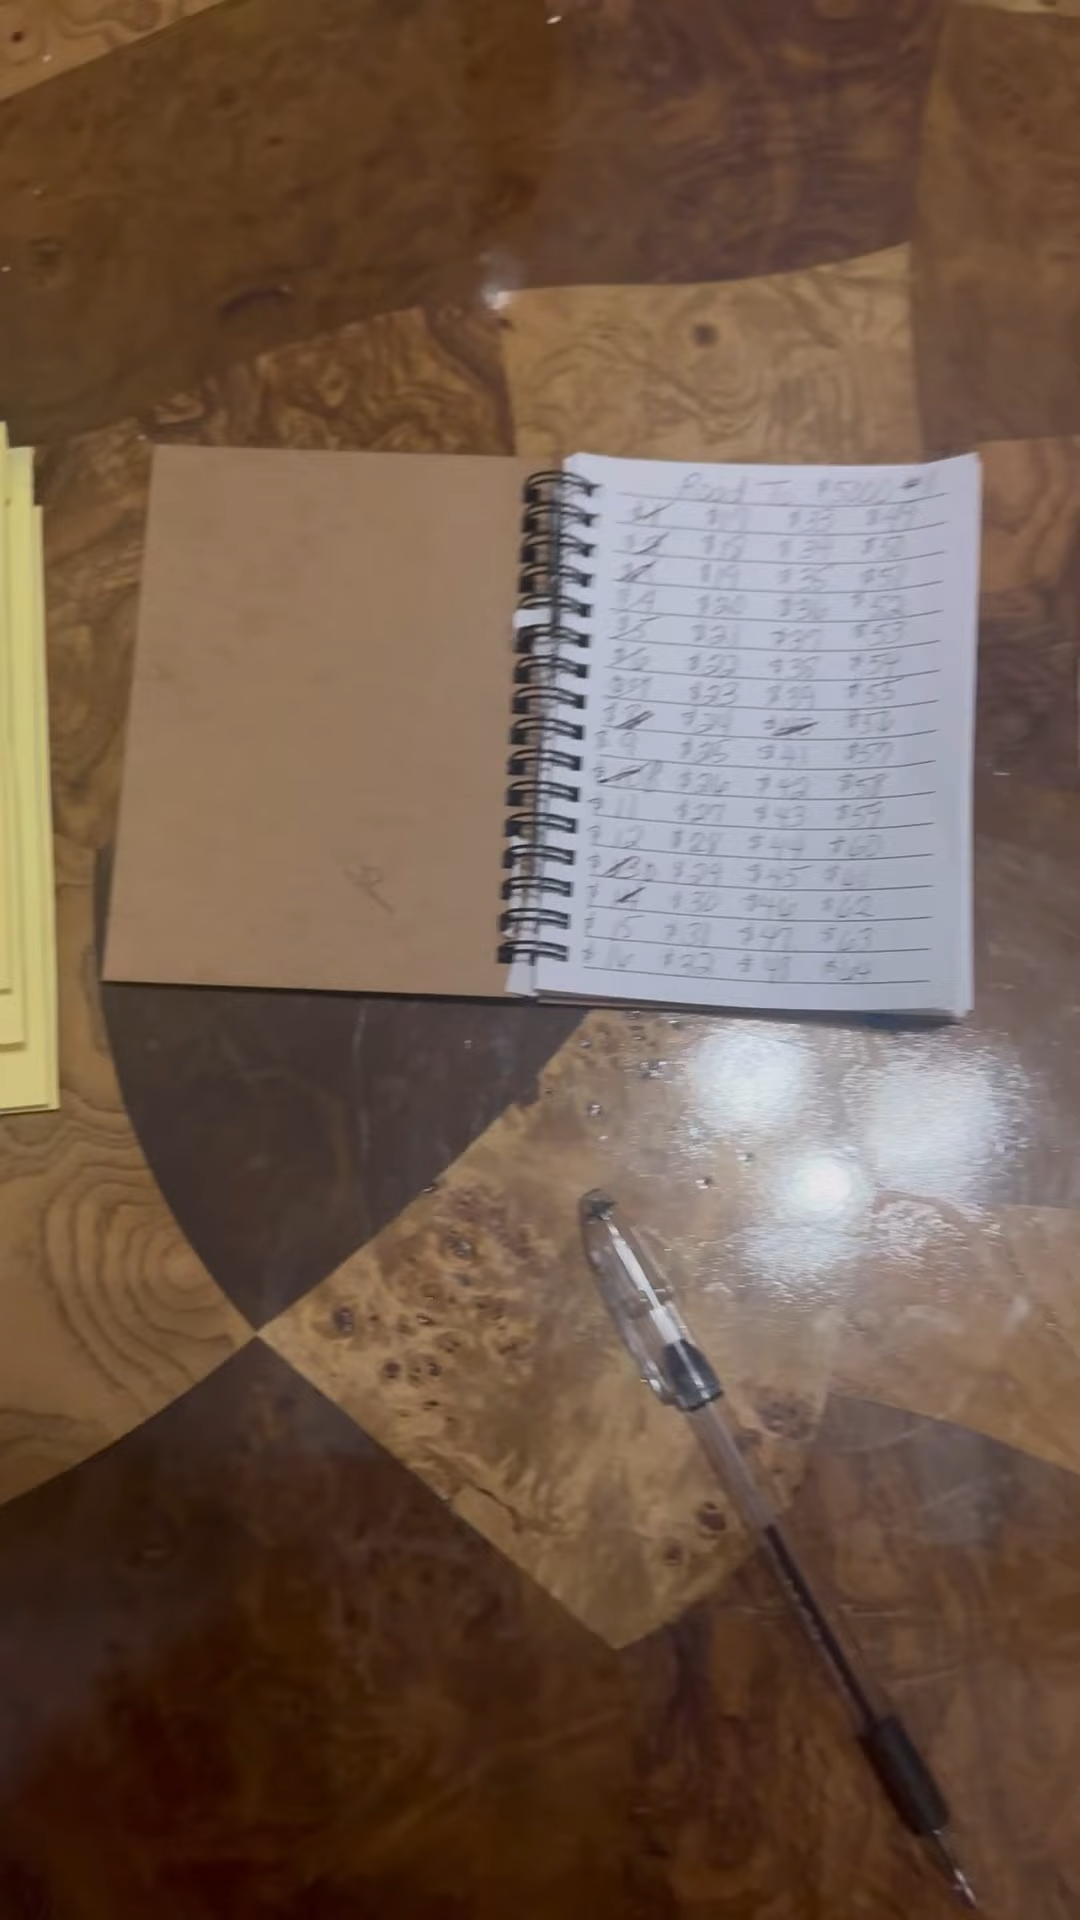 Road To $5000 #1
$1 $17 $33 $49
$2 $18 $34 $50
$3 $19 $35 $51
$4 $20 $36 $52
$5 $21 $37 $53
$6 $22 $38 $54
$7 $23 $39 $55
$8 $24 $40 $56
$9 $25 $41 $57
$10 $26 $42 $58
$11 $27 $43 $59
$12 $28 $44 $60
$13 $29 $45 $61
$14 $30 $46 $62
$15 $31 $47 $63
$16 $32 $48 $64